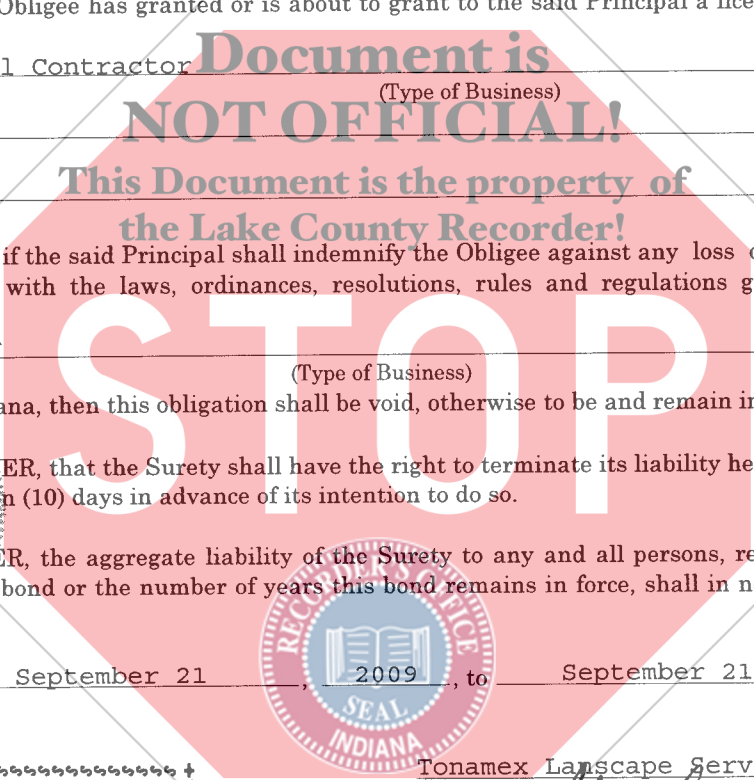 Obligee has granted or is about to grant to the said Principal a lice
l Contractor
Document is
(Type of Business)
NOT OFFICIAL!
This Document is the property of
the Lake County Recorder!
if the said Principal shall indemnify the Obligee against any loss
with the laws, ordinances, resolutions, rules and regulations g
STOP
(Type of Business)
ana, then this obligation shall be void, otherwise to be and remain in
ER, that the Surety shall have the right to terminate its liability he
n (10) days in advance of its intention to do so.
ER, the aggregate liability of the Surety to any and all persons, re
bond or the number of years this bond remains in force, shall in n
RECORDER'S OFFICE
September 21, 2009, to September 21
SEAL
INDIANA
Tonamex Lanscape Serv